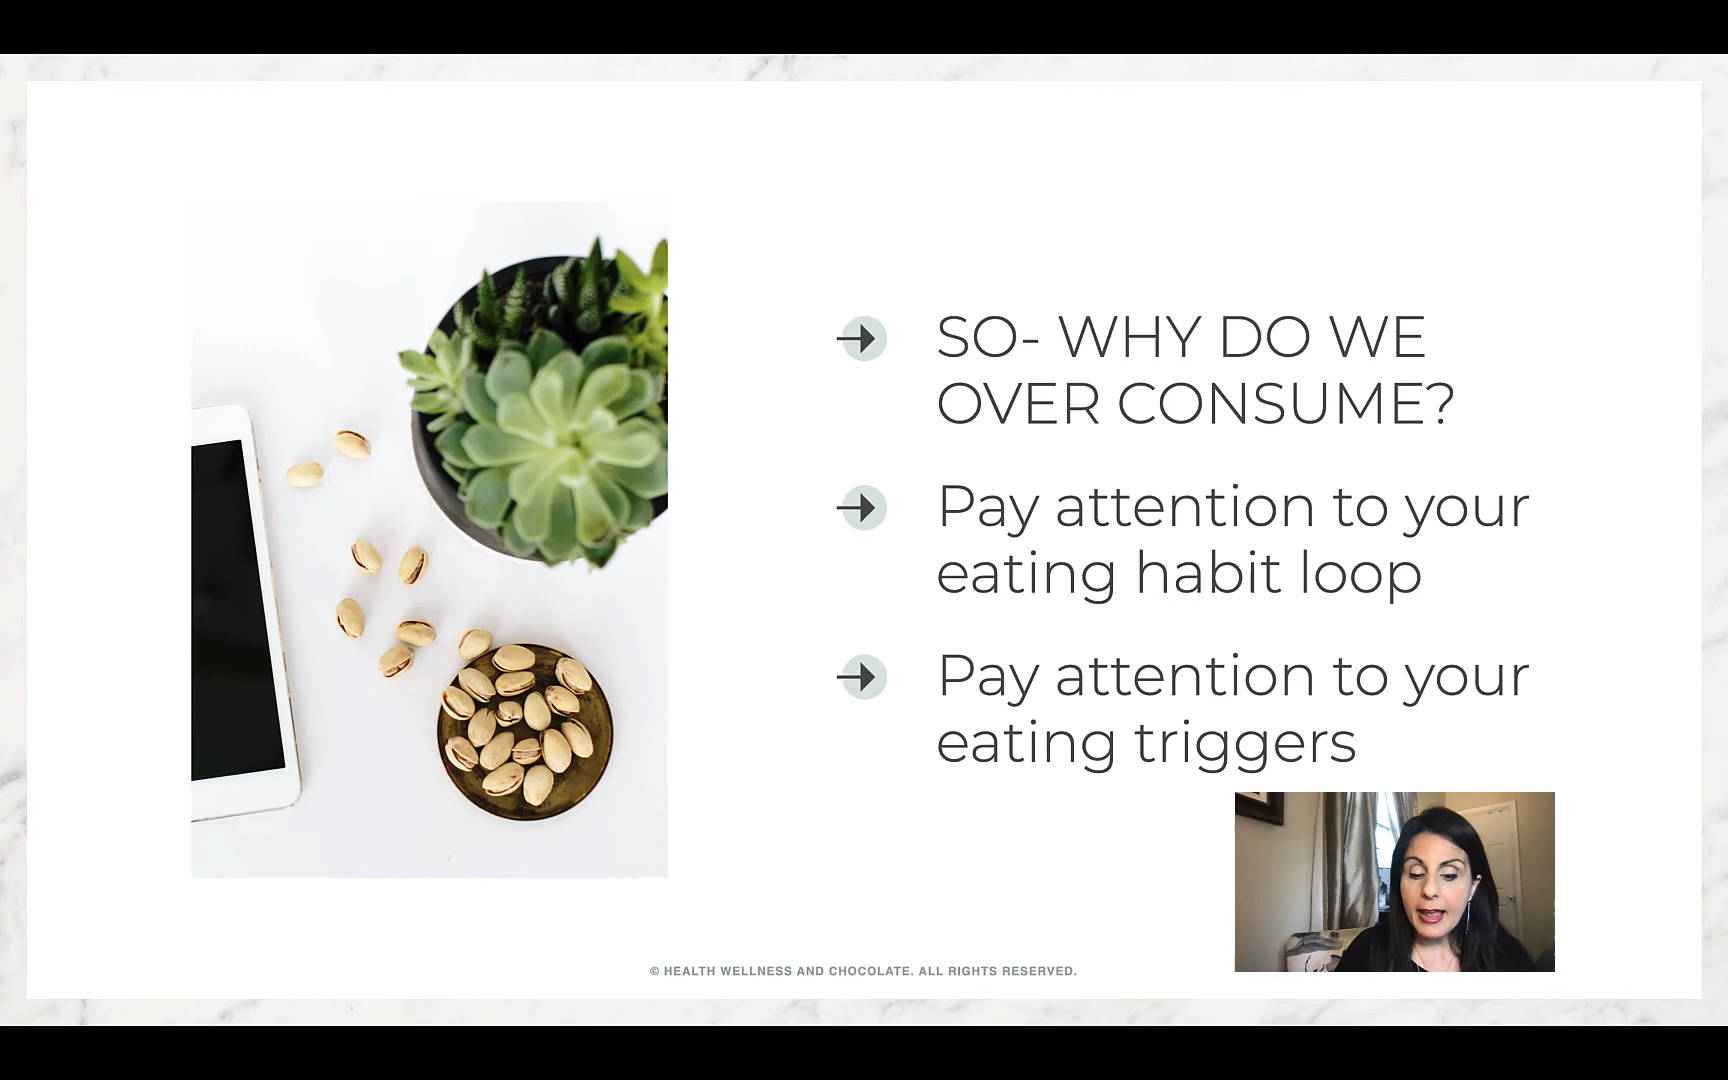 SO- WHY DO WE
OVER CONSUME?
Pay attention to your
eating habit loop
Pay attention to your
eating triggers
© HEALTH WELLNESS AND CHOCOLATE. ALL RIGHTS RESERVED.